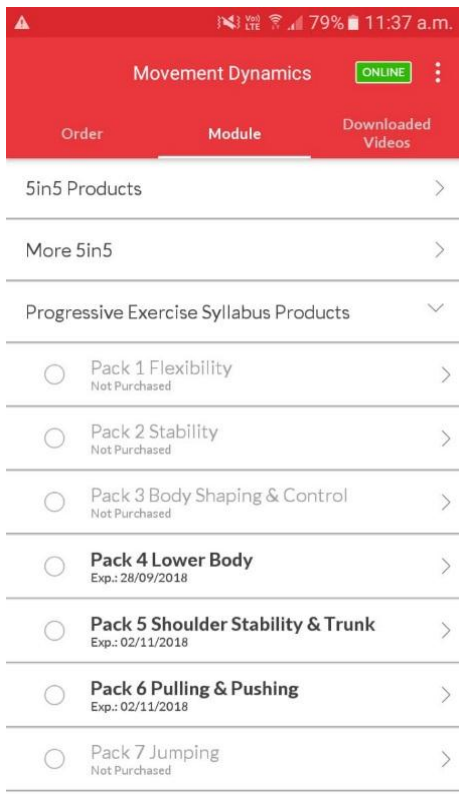 Vo))
LTE
79%
11:37 a.m.
Movement Dynamics
ONLINE
Order
Module
Downloaded
Videos
5in5 Products
More 5in5
Progressive Exercise Syllabus Products
Pack 1 Flexibility
Not Purchased
Pack 2 Stability
Not Purchased
Pack 3 Body Shaping & Control
Not Purchased
Pack 4 Lower Body
Exp.: 28/09/2018
Pack 5 Shoulder Stability & Trunk
Exp.: 02/11/2018
Pack 6 Pulling & Pushing
Exp.: 02/11/2018
Pack 7 Jumping
Not Purchased